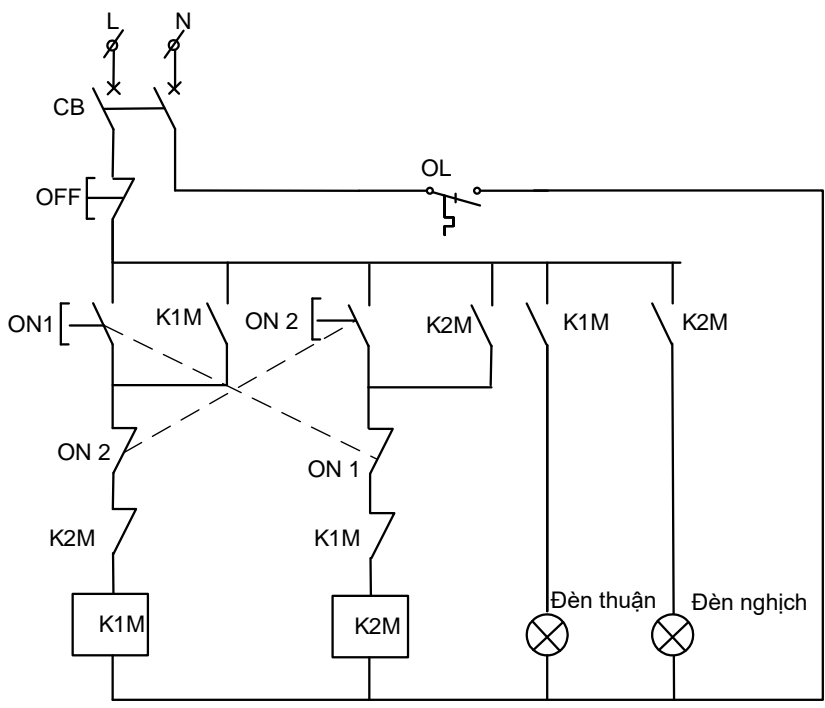 L N
CB
OL
OFF
ON1 K1M ON 2 K2M K1M K2M
ON 2 ON 1
K2M K1M
Đèn thuận Đèn nghịch
K1M K2M